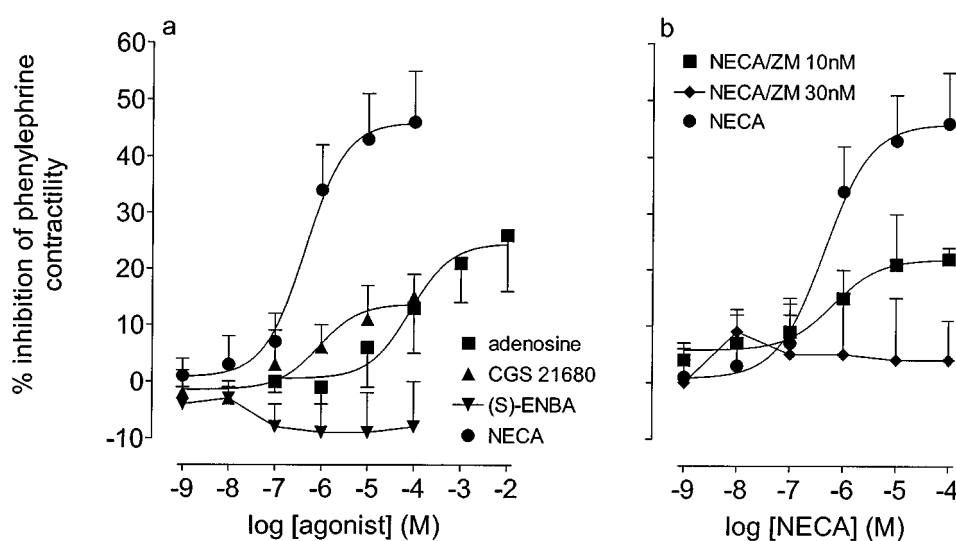 a
% inhibition of phenylephrine
contractility
60
50
40
30
20
10
0
-10
adenosine
CGS 21680
(S)-ENBA
NECA
-9 -8 -7 -6 -5 -4 -3 -2
log [agonist] (M)
b
NECA/ZM 10nM
NECA/ZM 30nM
NECA
-9 -8 -7 -6 -5 -4
log [NECA] (M)